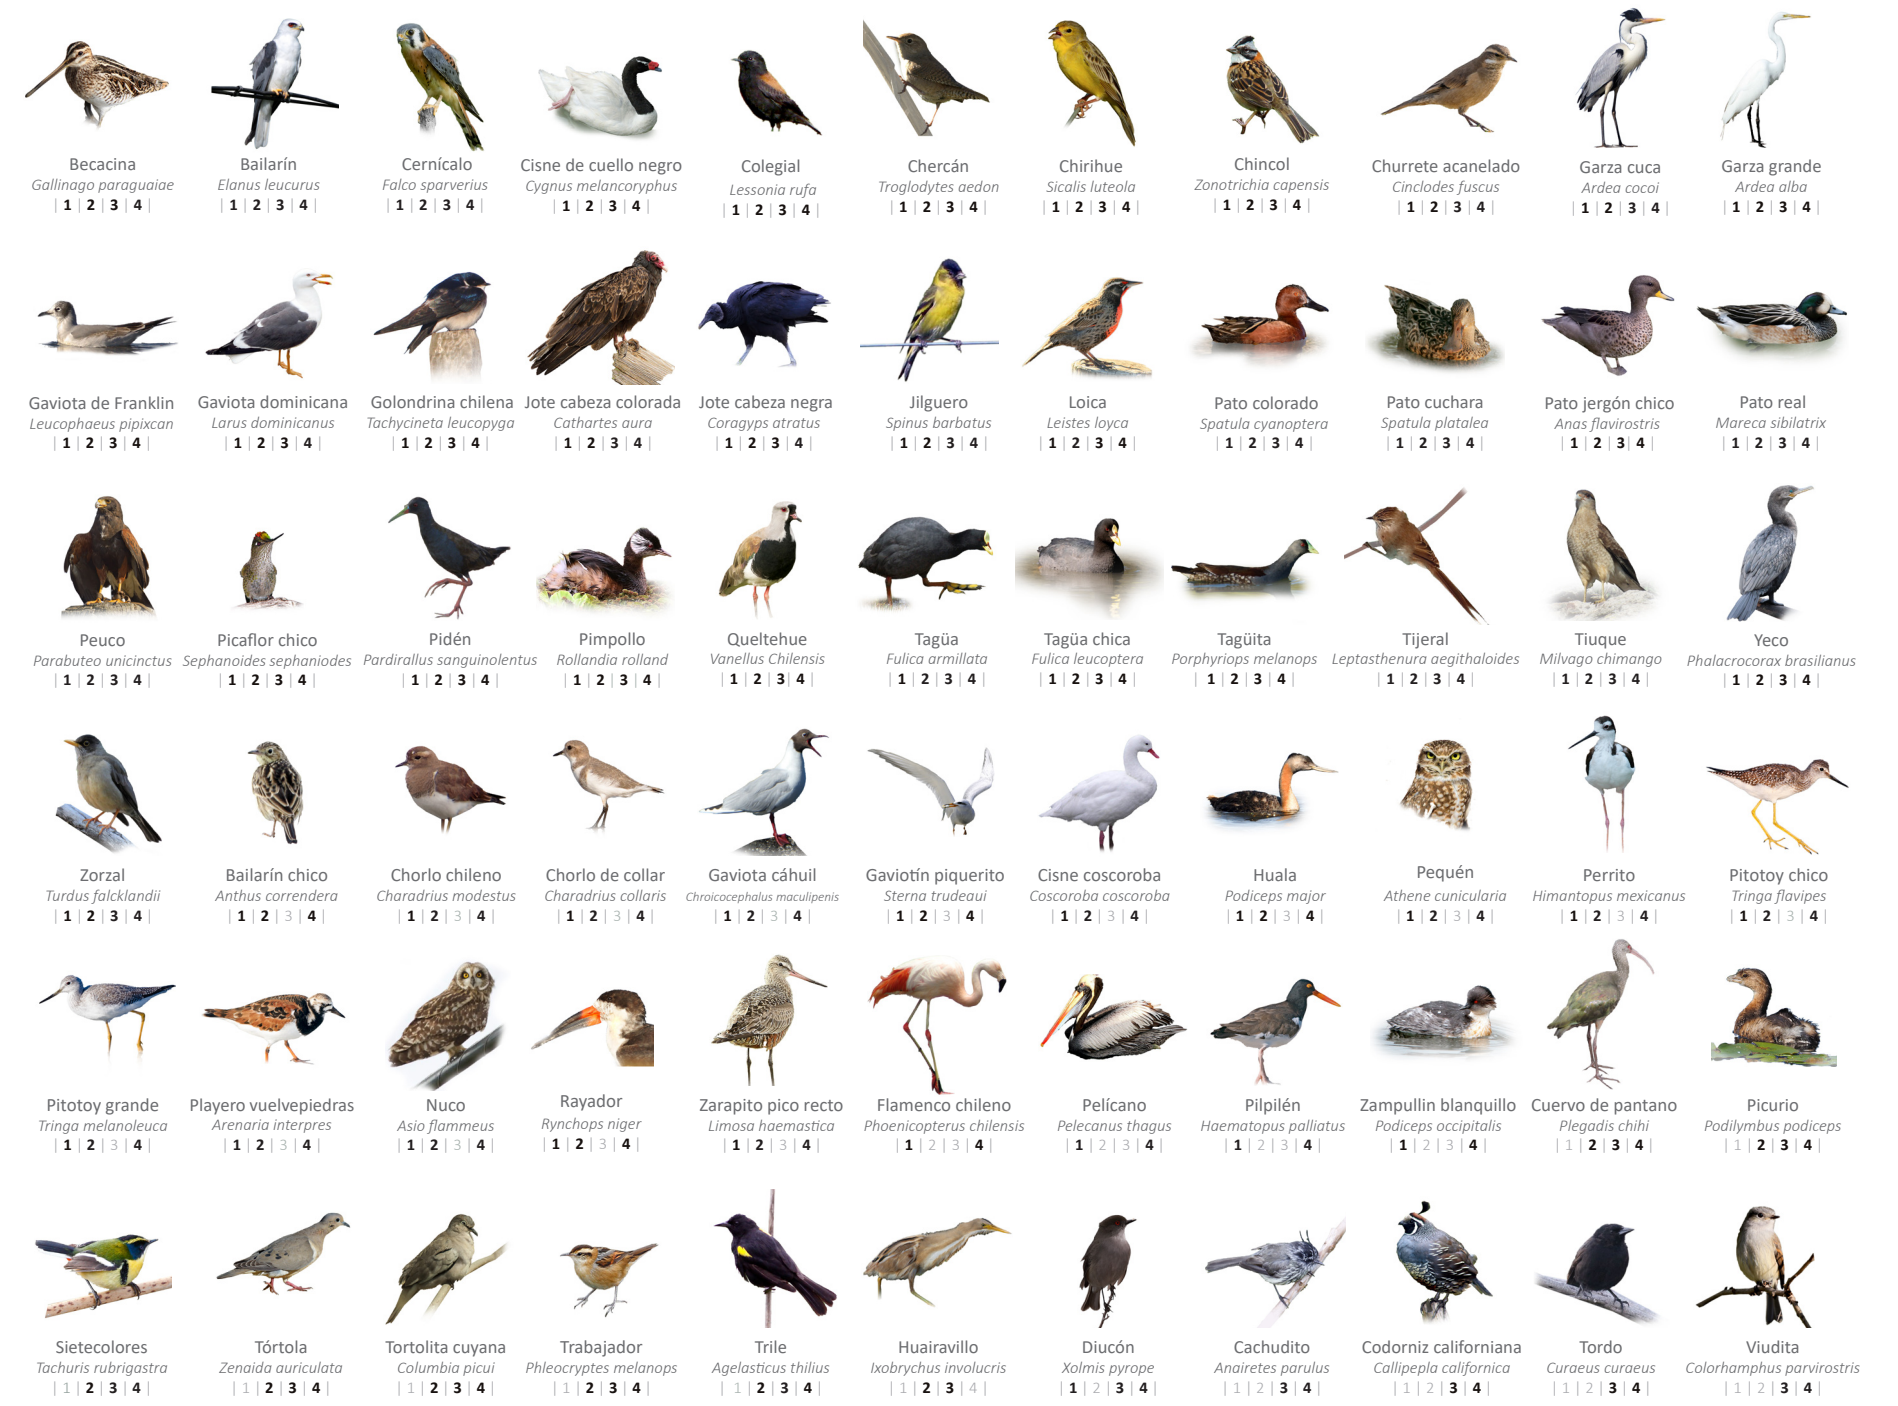 Becacina
Gallinago paraguaiae
| 1 | 2 | 3 | 4 |
Bailarín
Elanus leucurus
| 1 | 2 | 3 | 4 |
Cernícalo
Falco sparverius
| 1 | 2 | 3 | 4 |
Cisne de cuello negro
Cygnus melancoryphus
| 1 | 2 | 3 | 4 |
Colegial
Lessonia rufa
| 1 | 2 | 3 | 4 |
Chercán
Troglodytes aedon
| 1 | 2 | 3 | 4 |
Chirihue
Sicalis luteola
| 1 | 2 | 3 | 4 |
Chincol
Zonotrichia capensis
| 1 | 2 | 3 | 4 |
Churrete acanelado
Cinclodes fuscus
| 1 | 2 | 3 | 4 |
Garza cuca
Ardea cocoi
| 1 | 2 | 3 | 4 |
Garza grande
Ardea alba
| 1 | 2 | 3 | 4 |
Gaviota de Franklin
Leucophaeus pipixcan
| 1 | 2 | 3 | 4 |
Gaviota dominicana
Larus dominicanus
| 1 | 2 | 3 | 4 |
Golondrina chilena
Tachycineta leucopyga
| 1 | 2 | 3 | 4 |
Jote cabeza colorada
Cathartes aura
| 1 | 2 | 3 | 4 |
Jote cabeza negra
Coragyps atratus
| 1 | 2 | 3 | 4 |
Jilguero
Spinus barbatus
| 1 | 2 | 3 | 4 |
Loica
Leistes loyca
| 1 | 2 | 3 | 4 |
Pato colorado
Spatula cyanoptera
| 1 | 2 | 3 | 4 |
Pato cuchara
Spatula platalea
| 1 | 2 | 3 | 4 |
Pato jergón chico
Anas flavirostris
| 1 | 2 | 3 | 4 |
Pato real
Mareca sibilatrix
| 1 | 2 | 3 | 4 |
Peuco
Parabuteo unicinctus
| 1 | 2 | 3 | 4 |
Picaflor chico
Sephanoides sephaniodes
| 1 | 2 | 3 | 4 |
Pidén
Pardirallus sanguinolentus
| 1 | 2 | 3 | 4 |
Pimpollo
Rollandia rolland
| 1 | 2 | 3 | 4 |
Queltehue
Vanellus Chilensis
| 1 | 2 | 3 | 4 |
Tagüa
Fulica armillata
| 1 | 2 | 3 | 4 |
Tagüa chica
Fulica leucoptera
| 1 | 2 | 3 | 4 |
Tagüita
Porphyriops melanops
| 1 | 2 | 3 | 4 |
Tijeral
Leptasthenura aegithaloides
| 1 | 2 | 3 | 4 |
Tiuque
Milvago chimango
| 1 | 2 | 3 | 4 |
Yeco
Phalacrocorax brasilianus
| 1 | 2 | 3 | 4 |
Zorzal
Turdus falcklandii
| 1 | 2 | 3 | 4 |
Bailarín chico
Anthus correndera
| 1 | 2 | 3 | 4 |
Chorlo chileno
Charadrius modestus
| 1 | 2 | 3 | 4 |
Chorlo de collar
Charadrius collaris
| 1 | 2 | 3 | 4 |
Gaviota cáhuil
Chroicocephalus maculipenis
| 1 | 2 | 3 | 4 |
Gaviotín piquerito
Sterna trudeaui
| 1 | 2 | 3 | 4 |
Cisne coscoroba
Coscoroba coscoroba
| 1 | 2 | 3 | 4 |
Huala
Podiceps major
| 1 | 2 | 3 | 4 |
Pequén
Athene cunicularia
| 1 | 2 | 3 | 4 |
Perrito
Himantopus mexicanus
| 1 | 2 | 3 | 4 |
Pitotoy chico
Tringa flavipes
| 1 | 2 | 3 | 4 |
Pitotoy grande
Tringa melanoleuca
| 1 | 2 | 3 | 4 |
Playero vuelvepiedras
Arenaria interpres
| 1 | 2 | 3 | 4 |
Nuco
Asio flammeus
| 1 | 2 | 3 | 4 |
Rayador
Rynchops niger
| 1 | 2 | 3 | 4 |
Zarapito pico recto
Limosa haemastica
| 1 | 2 | 3 | 4 |
Flamenco chileno
Phoenicopterus chilensis
| 1 | 2 | 3 | 4 |
Pelícano
Pelecanus thagus
| 1 | 2 | 3 | 4 |
Pilpilén
Haematopus palliatus
| 1 | 2 | 3 | 4 |
Zampullin blanquillo
Podiceps occipitalis
| 1 | 2 | 3 | 4 |
Cuervo de pantano
Plegadis chihi
| 1 | 2 | 3 | 4 |
Picurio
Podilymbus podiceps
| 1 | 2 | 3 | 4 |
Sietecolores
Tachuris rubrigastra
| 1 | 2 | 3 | 4 |
Tórtola
Zenaida auriculata
| 1 | 2 | 3 | 4 |
Tortolita cuyana
Columbia picui
| 1 | 2 | 3 | 4 |
Trabajador
Phleocryptes melanops
| 1 | 2 | 3 | 4 |
Trile
Agelasticus thilius
| 1 | 2 | 3 | 4 |
Huairavillo
Ixobrychus involucris
| 1 | 2 | 3 | 4 |
Diucón
Xolmis pyrope
| 1 | 2 | 3 | 4 |
Cachudito
Anairetes parulus
| 1 | 2 | 3 | 4 |
Codorniz californiana
Callipepla californica
| 1 | 2 | 3 | 4 |
Tordo
Curaeus curaeus
| 1 | 2 | 3 | 4 |
Viudita
Colorhamphus parvirostris
| 1 | 2 | 3 | 4 |